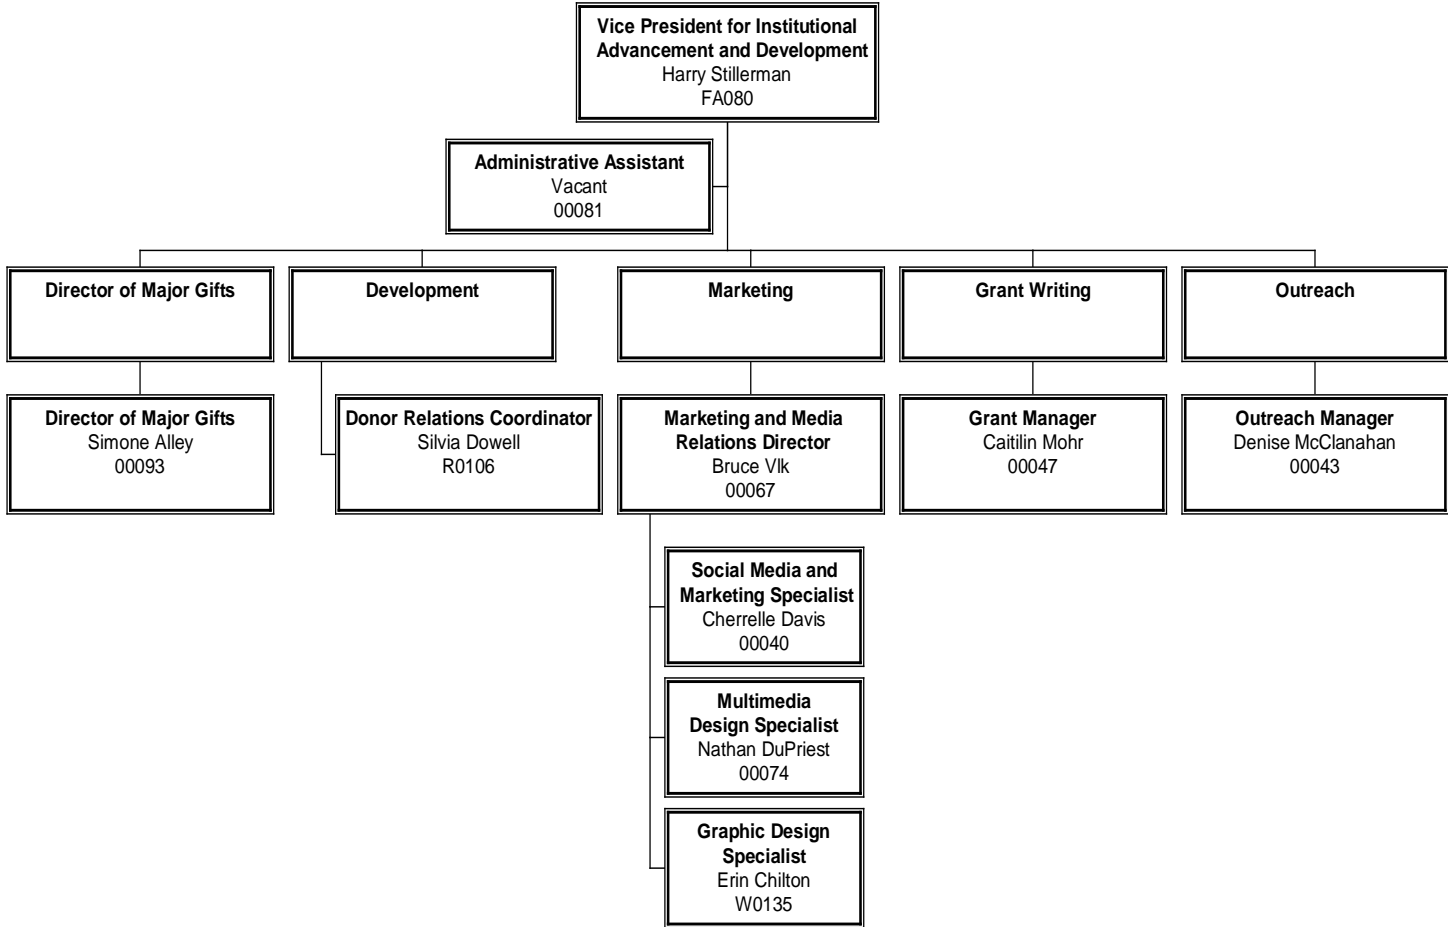 Vice President for Institutional
Advancement and Development
Harry Stillerman
FA080
Administrative Assistant
Vacant
00081
Director of Major Gifts
Development
Marketing
Grant Writing
Outreach
Director of Major Gifts
Simone Alley
00093
Donor Relations Coordinator
Silvia Dowell
R0106
Marketing and Media
Relations Director
Bruce Vlk
00067
Grant Manager
Caitilin Mohr
00047
Outreach Manager
Denise McClanahan
00043
Social Media and
Marketing Specialist
Cherrelle Davis
00040
Multimedia
Design Specialist
Nathan DuPriest
00074
Graphic Design
Specialist
Erin Chilton
W0135